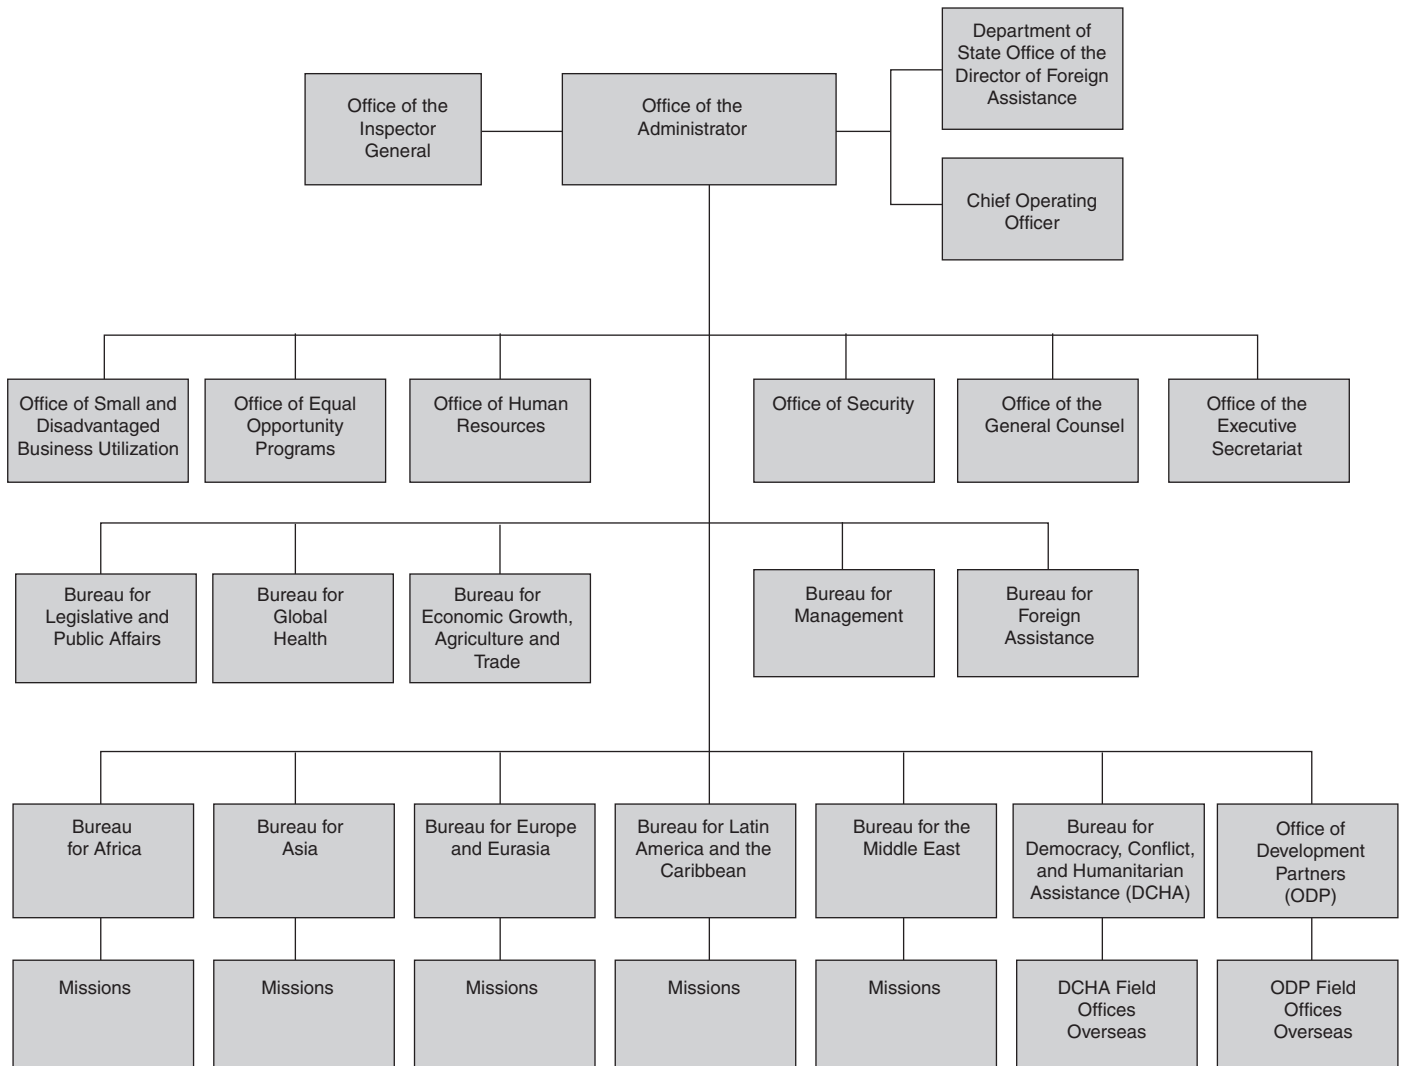 Department of
State Office of the
Director of Foreign
Assistance
Office of the
Inspector
General
Office of the
Administrator
Chief Operating
Officer
Office of Small and
Disadvantaged
Business Utilization
Office of Equal
Opportunity
Programs
Office of Human
Resources
Office of Security
Office of the
General Counsel
Office of the
Executive
Secretariat
Bureau for
Legislative and
Public Affairs
Bureau for
Global
Health
Bureau for
Economic Growth,
Agriculture and
Trade
Bureau for
Management
Bureau for
Foreign
Assistance
Bureau
for Africa
Bureau for
Asia
Bureau for Europe
and Eurasia
Bureau for Latin
America and the
Caribbean
Bureau for the
Middle East
Bureau for
Democracy, Conflict,
and Humanitarian
Assistance (DCHA)
Office of
Development
Partners
(ODP)
Missions
Missions
Missions
Missions
Missions
DCHA Field
Offices
Overseas
ODP Field
Offices
Overseas